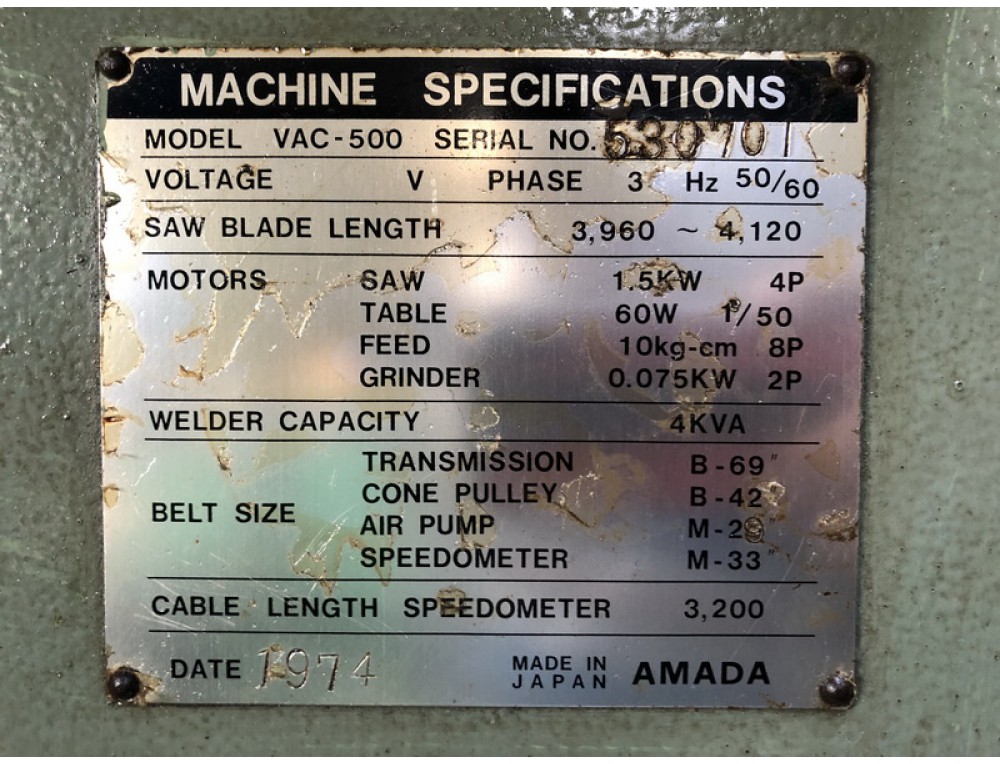 MACHINE SPECIFICATIONS
MODEL VAC-500 SERIAL NO. 530701
VOLTAGE V PHASE 3 Hz 50/60
SAW BLADE LENGTH 3,960 ~ 4,120
MOTORS SAW 1.5KW 4P
TABLE 60W 1/50
FEED 10kg-cm 8P
GRINDER 0.075KW 2P
WELDER CAPACITY 4KVA
BELT SIZE TRANSMISSION B-69"
CONE PULLEY B-42"
AIR PUMP
SPEEDOMETER M-33"
CABLE LENGTH SPEEDOMETER 3,200
DATE 1974 MADE IN JAPAN AMADA